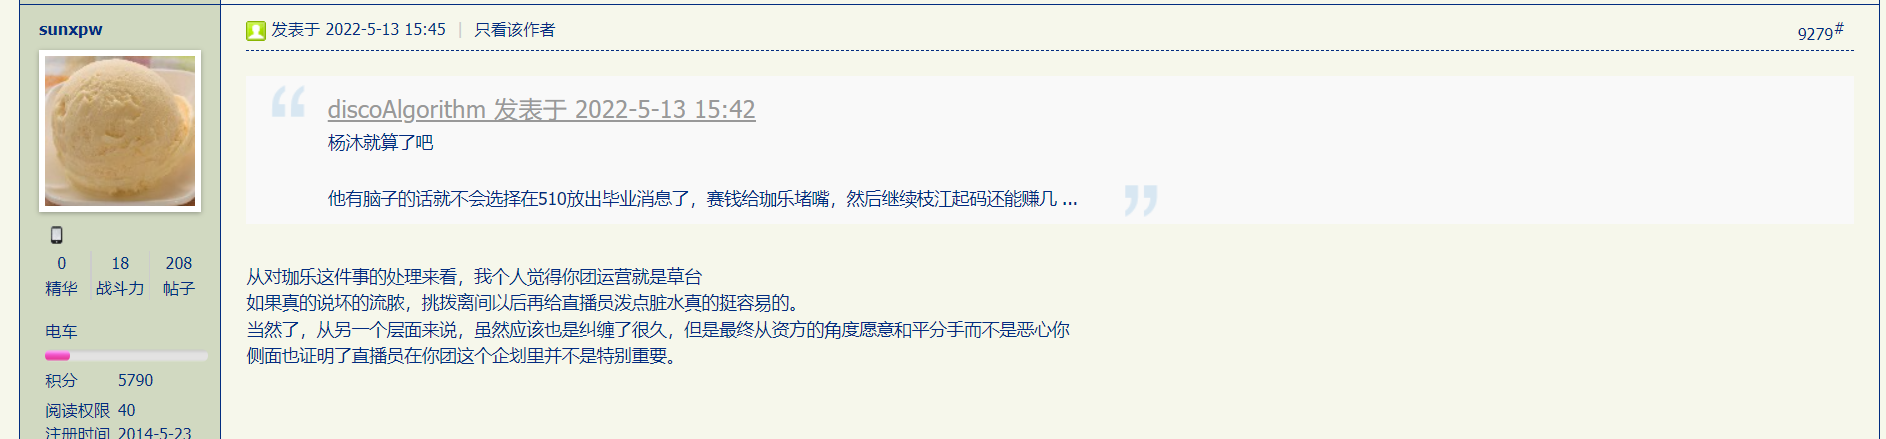 sunxpw
发表于 2022-5-13 15:45 | 只看该作者
9279#
discoAlgorithm 发表于 2022-5-13 15:42
杨沐就算了吧
他有脑子的话就不会选择在510放出毕业消息了，赛钱给珈乐堵嘴，然后继续枝江起码还能赚几 ...
0 18 208
精华 战斗力 帖子
电车
积分 5790
阅读权限 40
注册时间 2014-5-23
从对珈乐这件事的处理来看，我个人觉得你团运营就是草台
如果真的说坏的流脓，挑拨离间以后再给直播员泼点脏水真的挺容易的。
当然了，从另一个层面来说，虽然应该也是纠缠了很久，但是最终从资方的角度愿意和平分手而不是恶心你
侧面也证明了直播员在你团这个企划里并不是特别重要。